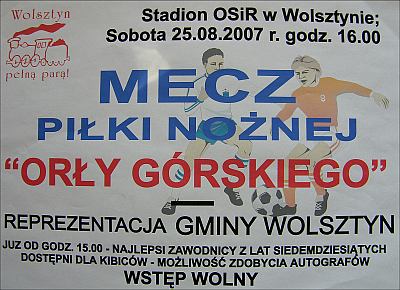 Wolsztyn
pełną parą!
Stadion OSiR w Wolsztynie;
Sobota 25.08.2007 r. godz. 16.00
MECZ
PIŁKI NOŻNEJ
“ORŁY GÓRSKIEGO”
REPREZENTACJA GMINY WOLSZTYN
JUZ OD GODZ. 15.00 - NAJLEPSI ZAWODNICY Z LAT SIEDEMDZIESIĄTYCH
DOSTĘPNI DLA KIBICÓW - MOŻLIWOŚĆ ZDOBYCIA AUTOGRAFÓW
WSTĘP WOLNY